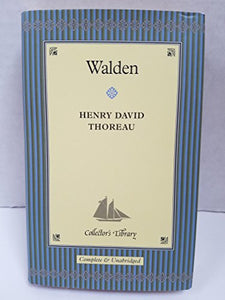 Walden
HENRY DAVID
THOREAU
Collector's Library
Complete & Unabridged